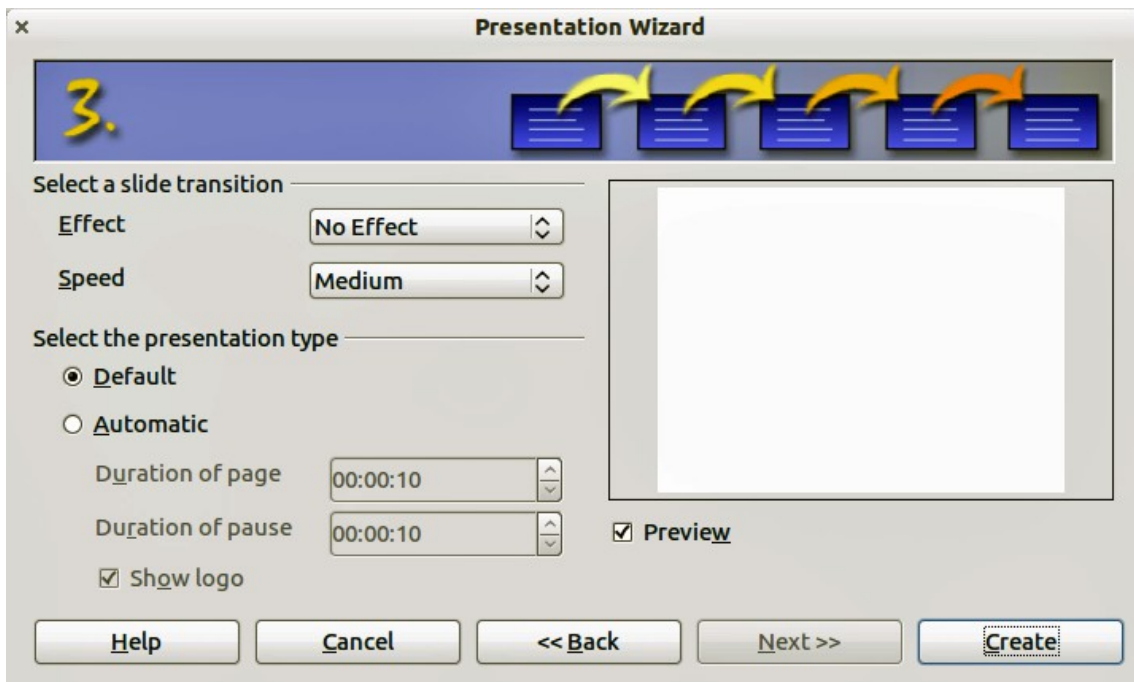 Presentation Wizard
3.
Select a slide transition
Effect No Effect
Speed Medium
Select the presentation type
Default
Automatic
Duration of page 00:00:10
Duration of pause 00:00:10
Show logo
Preview
Help Cancel << Back Next >> Create